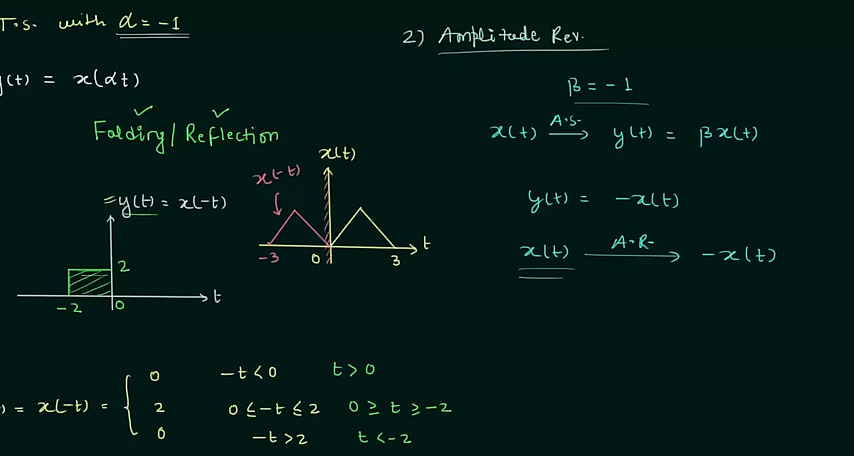 T.S. with α = -1
y(t) = x(αt)
Folding/Reflection
x(t)
x(-t)
-3
0
3
t
=y(t) = x(-t)
2
-2
0
t
= x(-t) =
0 -t < 0 t > 0
2 0 ≤ -t ≤ 2 0 ≥ t ≥ -2
0 -t > 2 t < -2
2) Amplitude Rev.
β = -1
x(t) A.S. → y(t) = βx(t)
y(t) = -x(t)
x(t) A.R. → -x(t)